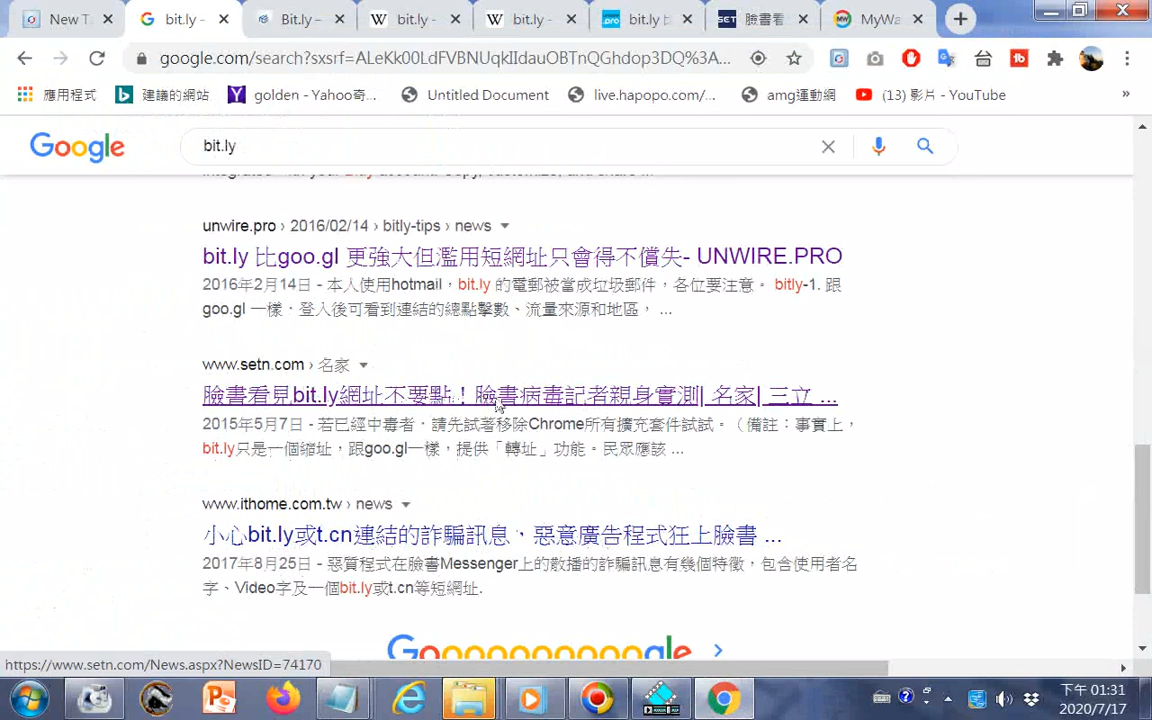 New T
bit.ly -
Bit.ly –
bit.ly -
bit.ly -
bit.ly 比
臉書看
MyWa
google.com/search?sxsrf=ALeKk00LdFVBNUqkIIdauOBTnQGhdop3DQ%3A...
應用程式
建議的網站
golden - Yahoo奇...
Untitled Document
live.hapopo.com/...
amg運動網
(13) 影片 - YouTube
»
Google
bit.ly
unwire.pro › 2016/02/14 › bitly-tips › news
bit.ly 比goo.gl 更強大但濫用短網址只會得不償失- UNWIRE.PRO
2016年2月14日 - 本人使用hotmail，bit.ly 的電郵被當成垃圾郵件，各位要注意。 bitly-1. 跟
goo.gl 一樣，登入後可看到連結的總點擊數、流量來源和地區， ...
www.setn.com › 名家
臉書看見bit.ly網址不要點！臉書病毒記者親身實測| 名家| 三立 ...
2015年5月7日 - 若已經中毒者，請先試著移除Chrome所有擴充套件試試。（備註：事實上，
bit.ly只是一個縮址，跟goo.gl一樣，提供「轉址」功能。民眾應該 ...
www.ithome.com.tw › news
小心bit.ly或t.cn連結的詐騙訊息、惡意廣告程式狂上臉書 ...
2017年8月25日 - 惡質程式在臉書Messenger上的散播的詐騙訊息有幾個特徵，包含使用者名
字、Video字及一個bit.ly或t.cn等短網址.
Goooooooooogle
https://www.setn.com/News.aspx?NewsID=74170
下午 01:31
2020/7/17